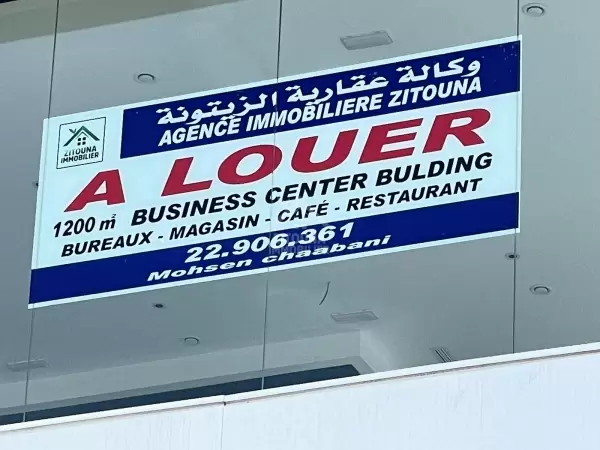 وكالة عقارية الزيتونة
AGENCE IMMOBILIERE ZITOUNA
ZITOUNA
IMMOBILIER
A LOUER
1200 m² BUSINESS CENTER BULDING
BUREAUX - MAGASIN - CAFÉ - RESTAURANT
22.906.361
Mohsen chaabani